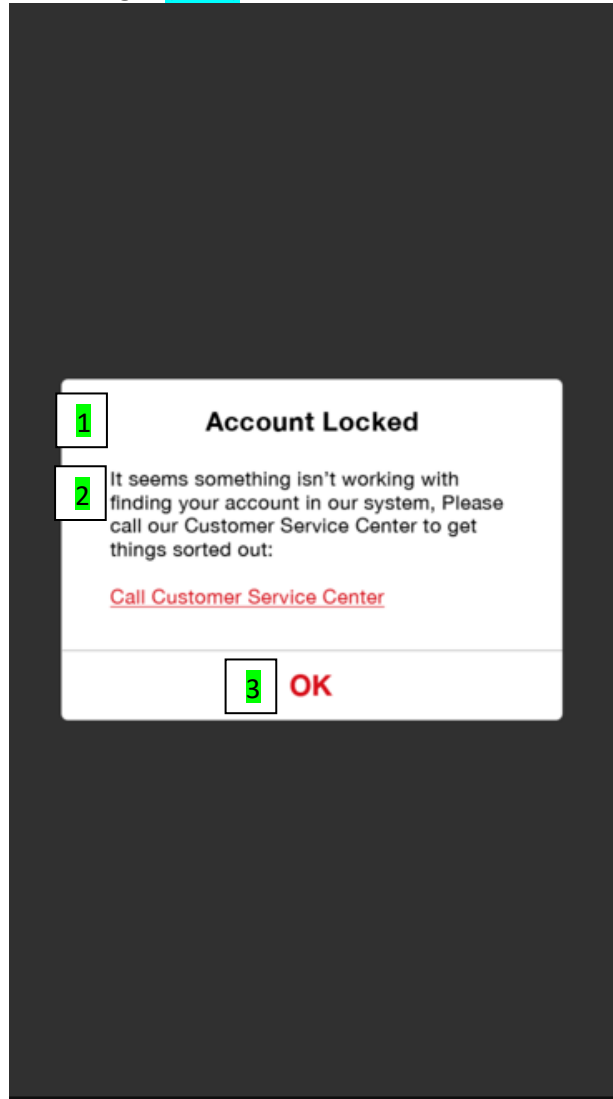 1
Account Locked
2
It seems something isn't working with
finding your account in our system, Please
call our Customer Service Center to get
things sorted out:
Call Customer Service Center
3
OK